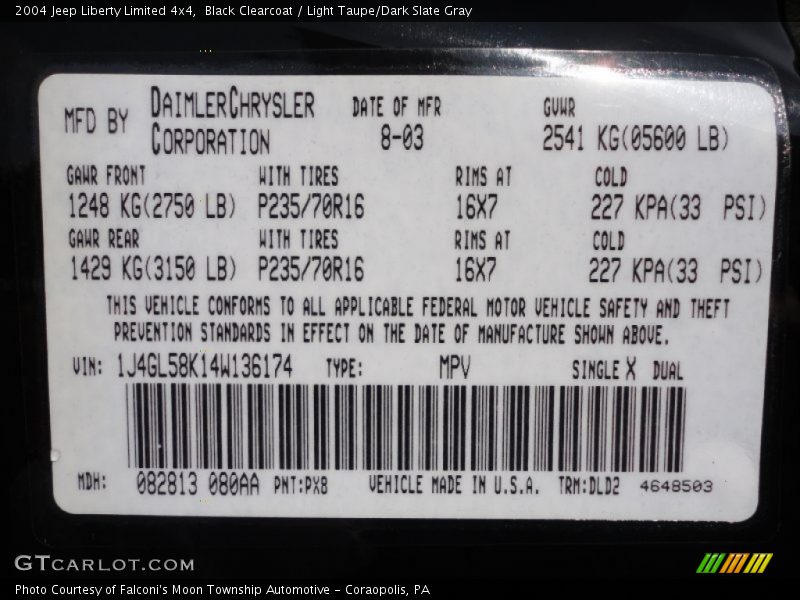 2004 Jeep Liberty Limited 4x4,  Black Clearcoat / Light Taupe/Dark Slate Gray
MFD BY DAIMLERCHRYSLER CORPORATION DATE OF MFR 8-03 GVWR 2541 KG(05600 LB)
GAWR FRONT WITH TIRES RIMS AT COLD
1248 KG(2750 LB) P235/70R16 16X7 227 KPA(33 PSI)
GAWR REAR WITH TIRES RIMS AT COLD
1429 KG(3150 LB) P235/70R16 16X7 227 KPA(33 PSI)
THIS VEHICLE CONFORMS TO ALL APPLICABLE FEDERAL MOTOR VEHICLE SAFETY AND THEFT
PREVENTION STANDARDS IN EFFECT ON THE DATE OF MANUFACTURE SHOWN ABOVE.
VIN: 1J4GL58K14W136174 TYPE: MPV SINGLE X DUAL
MDH: 082813 080AA PNT:PX8 VEHICLE MADE IN U.S.A. TRM:DLD2 4648503
GTCARLOT.COM
Photo Courtesy of Falconi's Moon Township Automotive - Coraopolis, PA